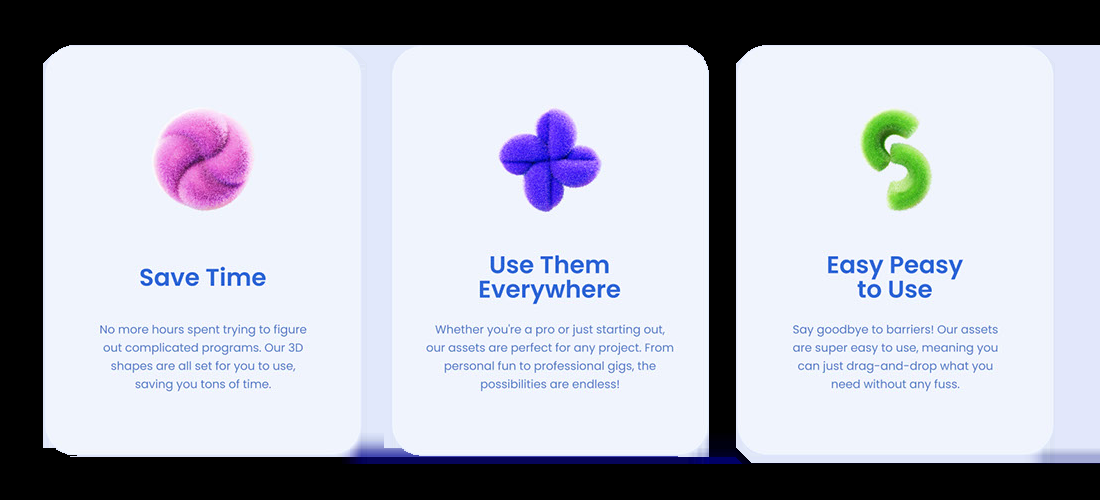 Save Time
No more hours spent trying to figure
out complicated programs. Our 3D
shapes are all set for you to use,
saving you tons of time.
Use Them
Everywhere
Whether you're a pro or just starting out,
our assets are perfect for any project. From
personal fun to professional gigs, the
possibilities are endless!
Easy Peasy
to Use
Say goodbye to barriers! Our assets
are super easy to use, meaning you
can just drag-and-drop what you
need without any fuss.